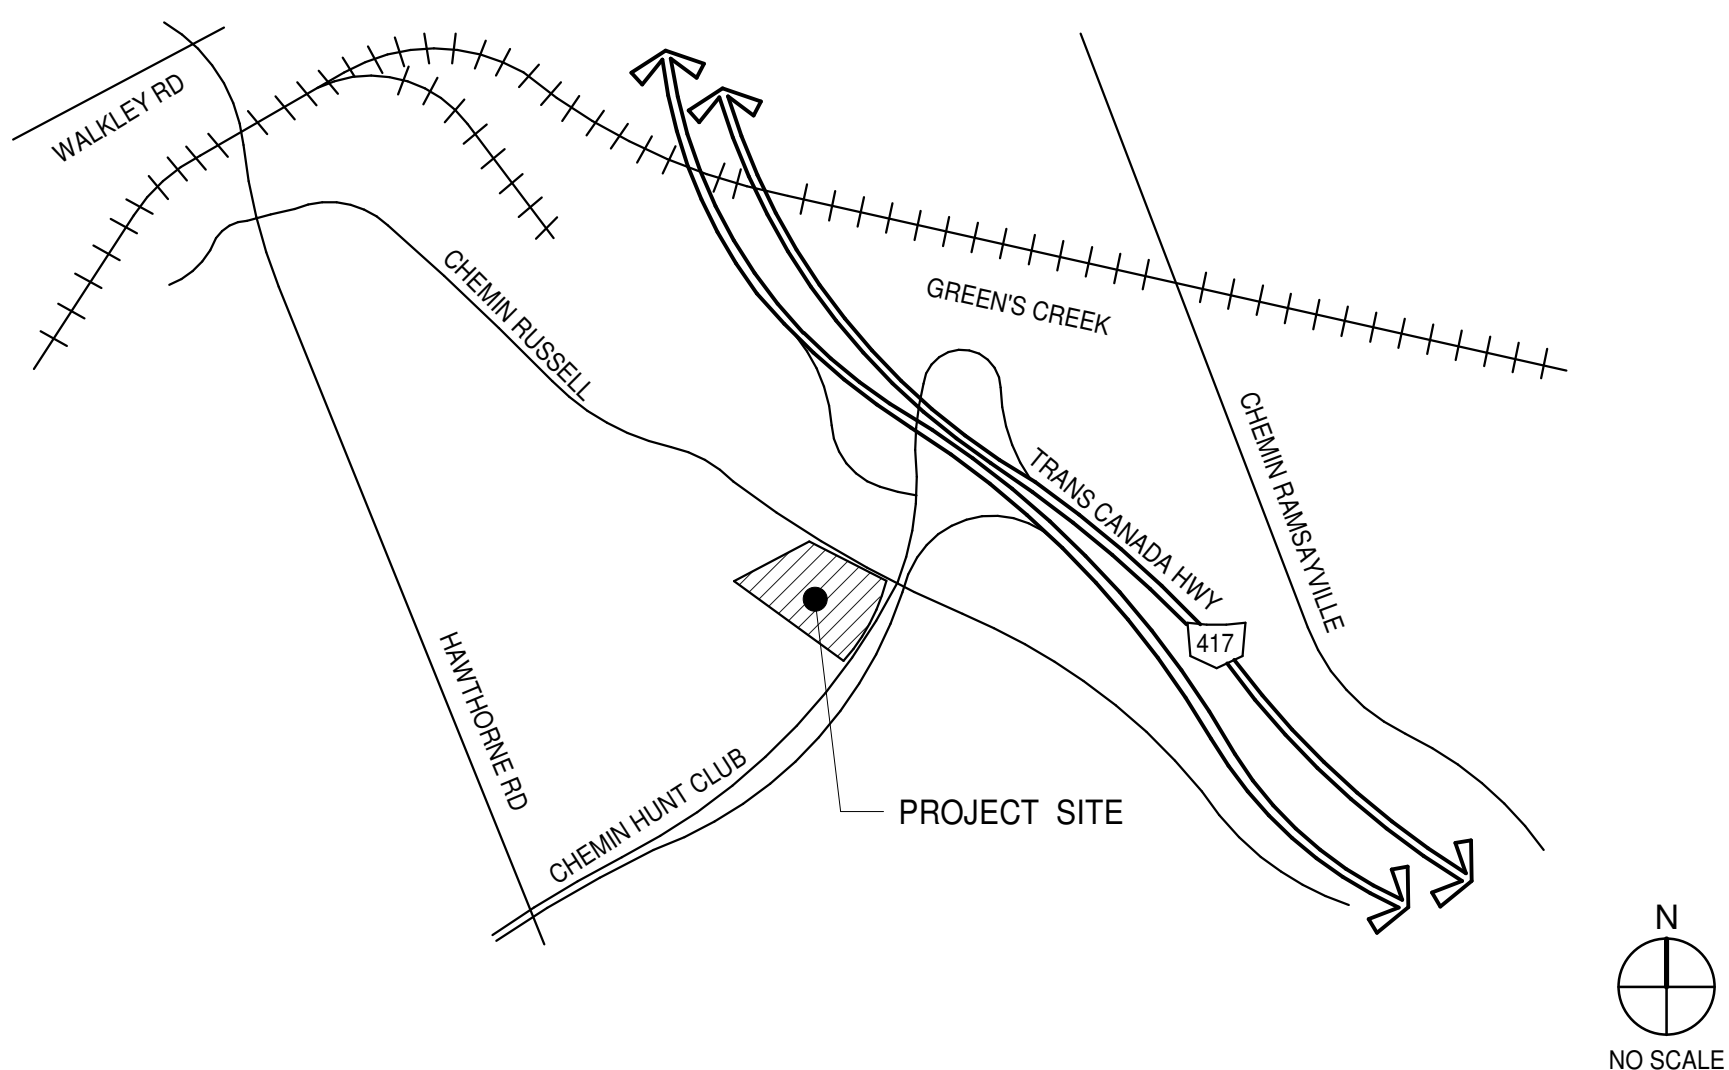 WALKLEY RD
CHEMIN RUSSELL
GREEN'S CREEK
CHEMIN RAMSAYVILLE
TRANS CANADA HWY
417
HAWTHORNE RD
CHEMIN HUNT CLUB
PROJECT SITE
N
NO SCALE